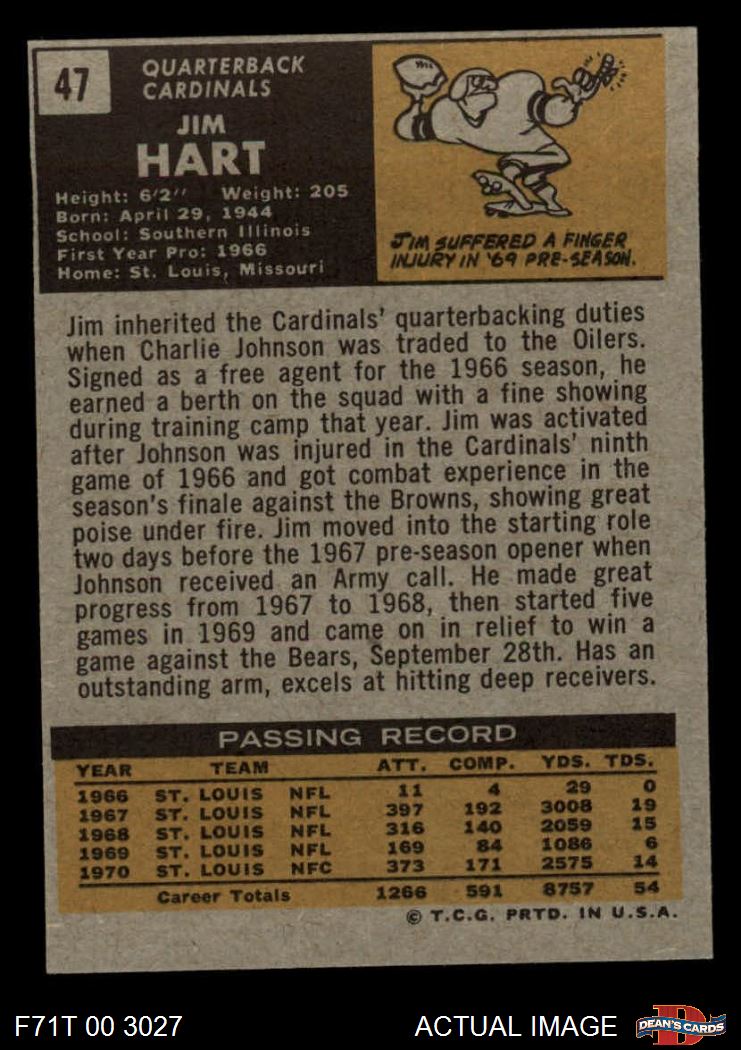 47
QUARTERBACK
CARDINALS
JIM
HART
Height: 6'2" Weight: 205
Born: April 29, 1944
School: Southern Illinois
First Year Pro: 1966
Home: St. Louis, Missouri
JIM SUFFERED A FINGER
INJURY IN '69 PRE-SEASON.
Jim inherited the Cardinals' quarterbacking duties
when Charlie Johnson was traded to the Oilers.
Signed as a free agent for the 1966 season, he
earned a berth on the squad with a fine showing
during training camp that year. Jim was activated
after Johnson was injured in the Cardinals' ninth
game of 1966 and got combat experience in the
season's finale against the Browns, showing great
poise under fire. Jim moved into the starting role
two days before the 1967 pre-season opener when
Johnson received an Army call. He made great
progress from 1967 to 1968, then started five
games in 1969 and came on in relief to win a
game against the Bears, September 28th. Has an
outstanding arm, excels at hitting deep receivers.
PASSING RECORD
YEAR TEAM ATT. COMP. YDS. TDS.
1966 ST. LOUIS NFL 11 4 29 0
1967 ST. LOUIS NFL 397 192 3008 19
1968 ST. LOUIS NFL 316 140 2059 15
1969 ST. LOUIS NFL 169 84 1086 6
1970 ST. LOUIS NFC 373 171 2575 14
Career Totals 1266 591 8757 54
© T.C.G. PRTD. IN U.S.A.
F71T 00 3027 ACTUAL IMAGE
D
DEAN'S CARDS